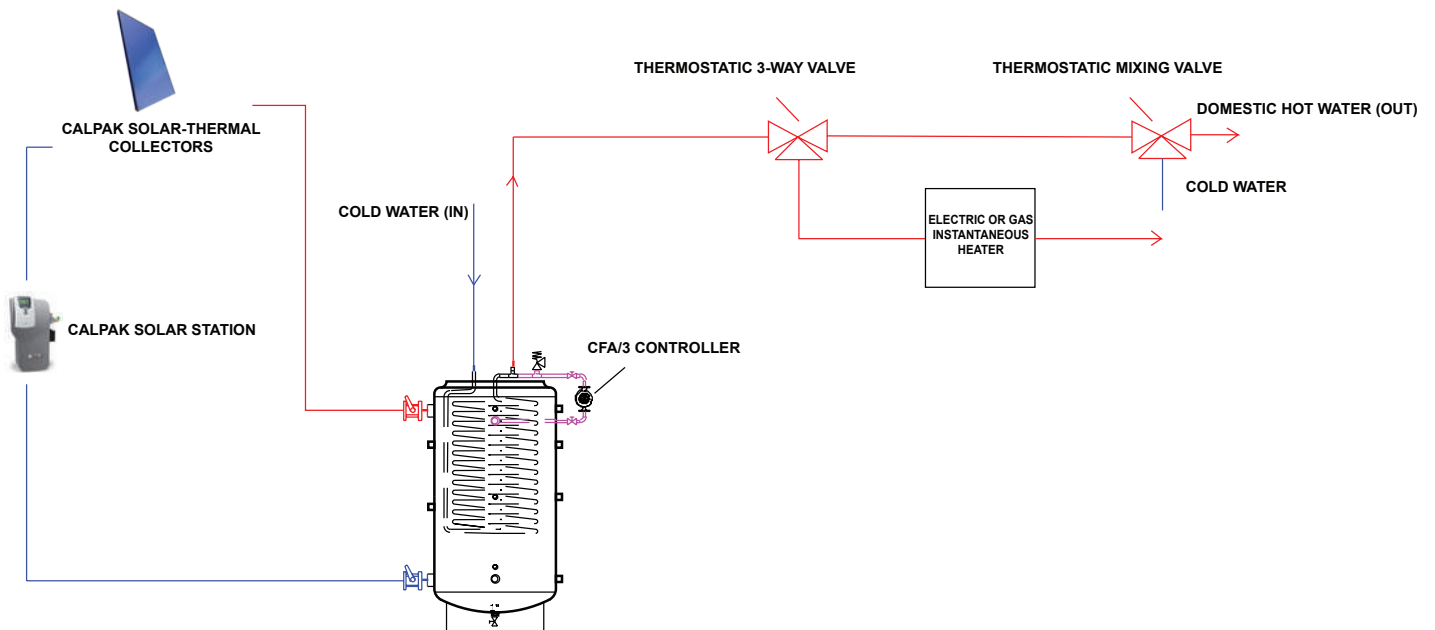 THERMOSTATIC 3-WAY VALVE
THERMOSTATIC MIXING VALVE
DOMESTIC HOT WATER (OUT)
CALPAK SOLAR-THERMAL
COLLECTORS
COLD WATER
COLD WATER (IN)
ELECTRIC OR GAS
INSTANTANEOUS
HEATER
CALPAK SOLAR STATION
CFA/3 CONTROLLER